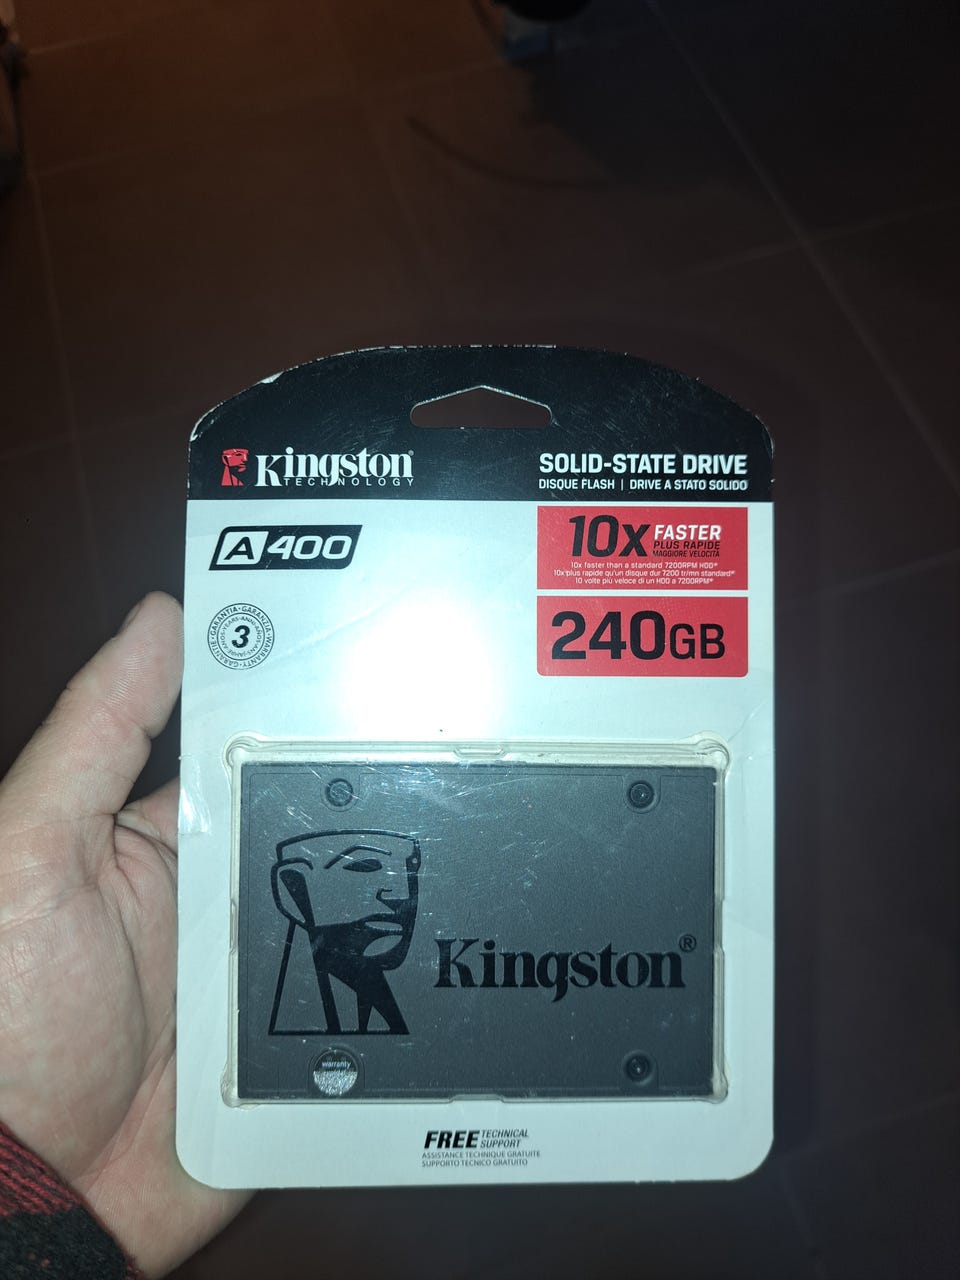 Kingston
TECHNOLOGY
SOLID-STATE DRIVE
DISQUE FLASH | DRIVE A STATO SOLIDO
A400
10x FASTER
PLUS RAPIDE
MAGGIORE VELOCITÀ
10x faster than a standard 7200RPM HDD*
10x plus rapide qu'un disque dur 7200 tr/mn standard*
10 volte più veloce di un HDD a 7200RPM*
3
240GB
Kingston®
warranty
FREE TECHNICAL SUPPORT
ASSISTANCE TECHNIQUE GRATUITE
SUPPORTO TECNICO GRATUITO